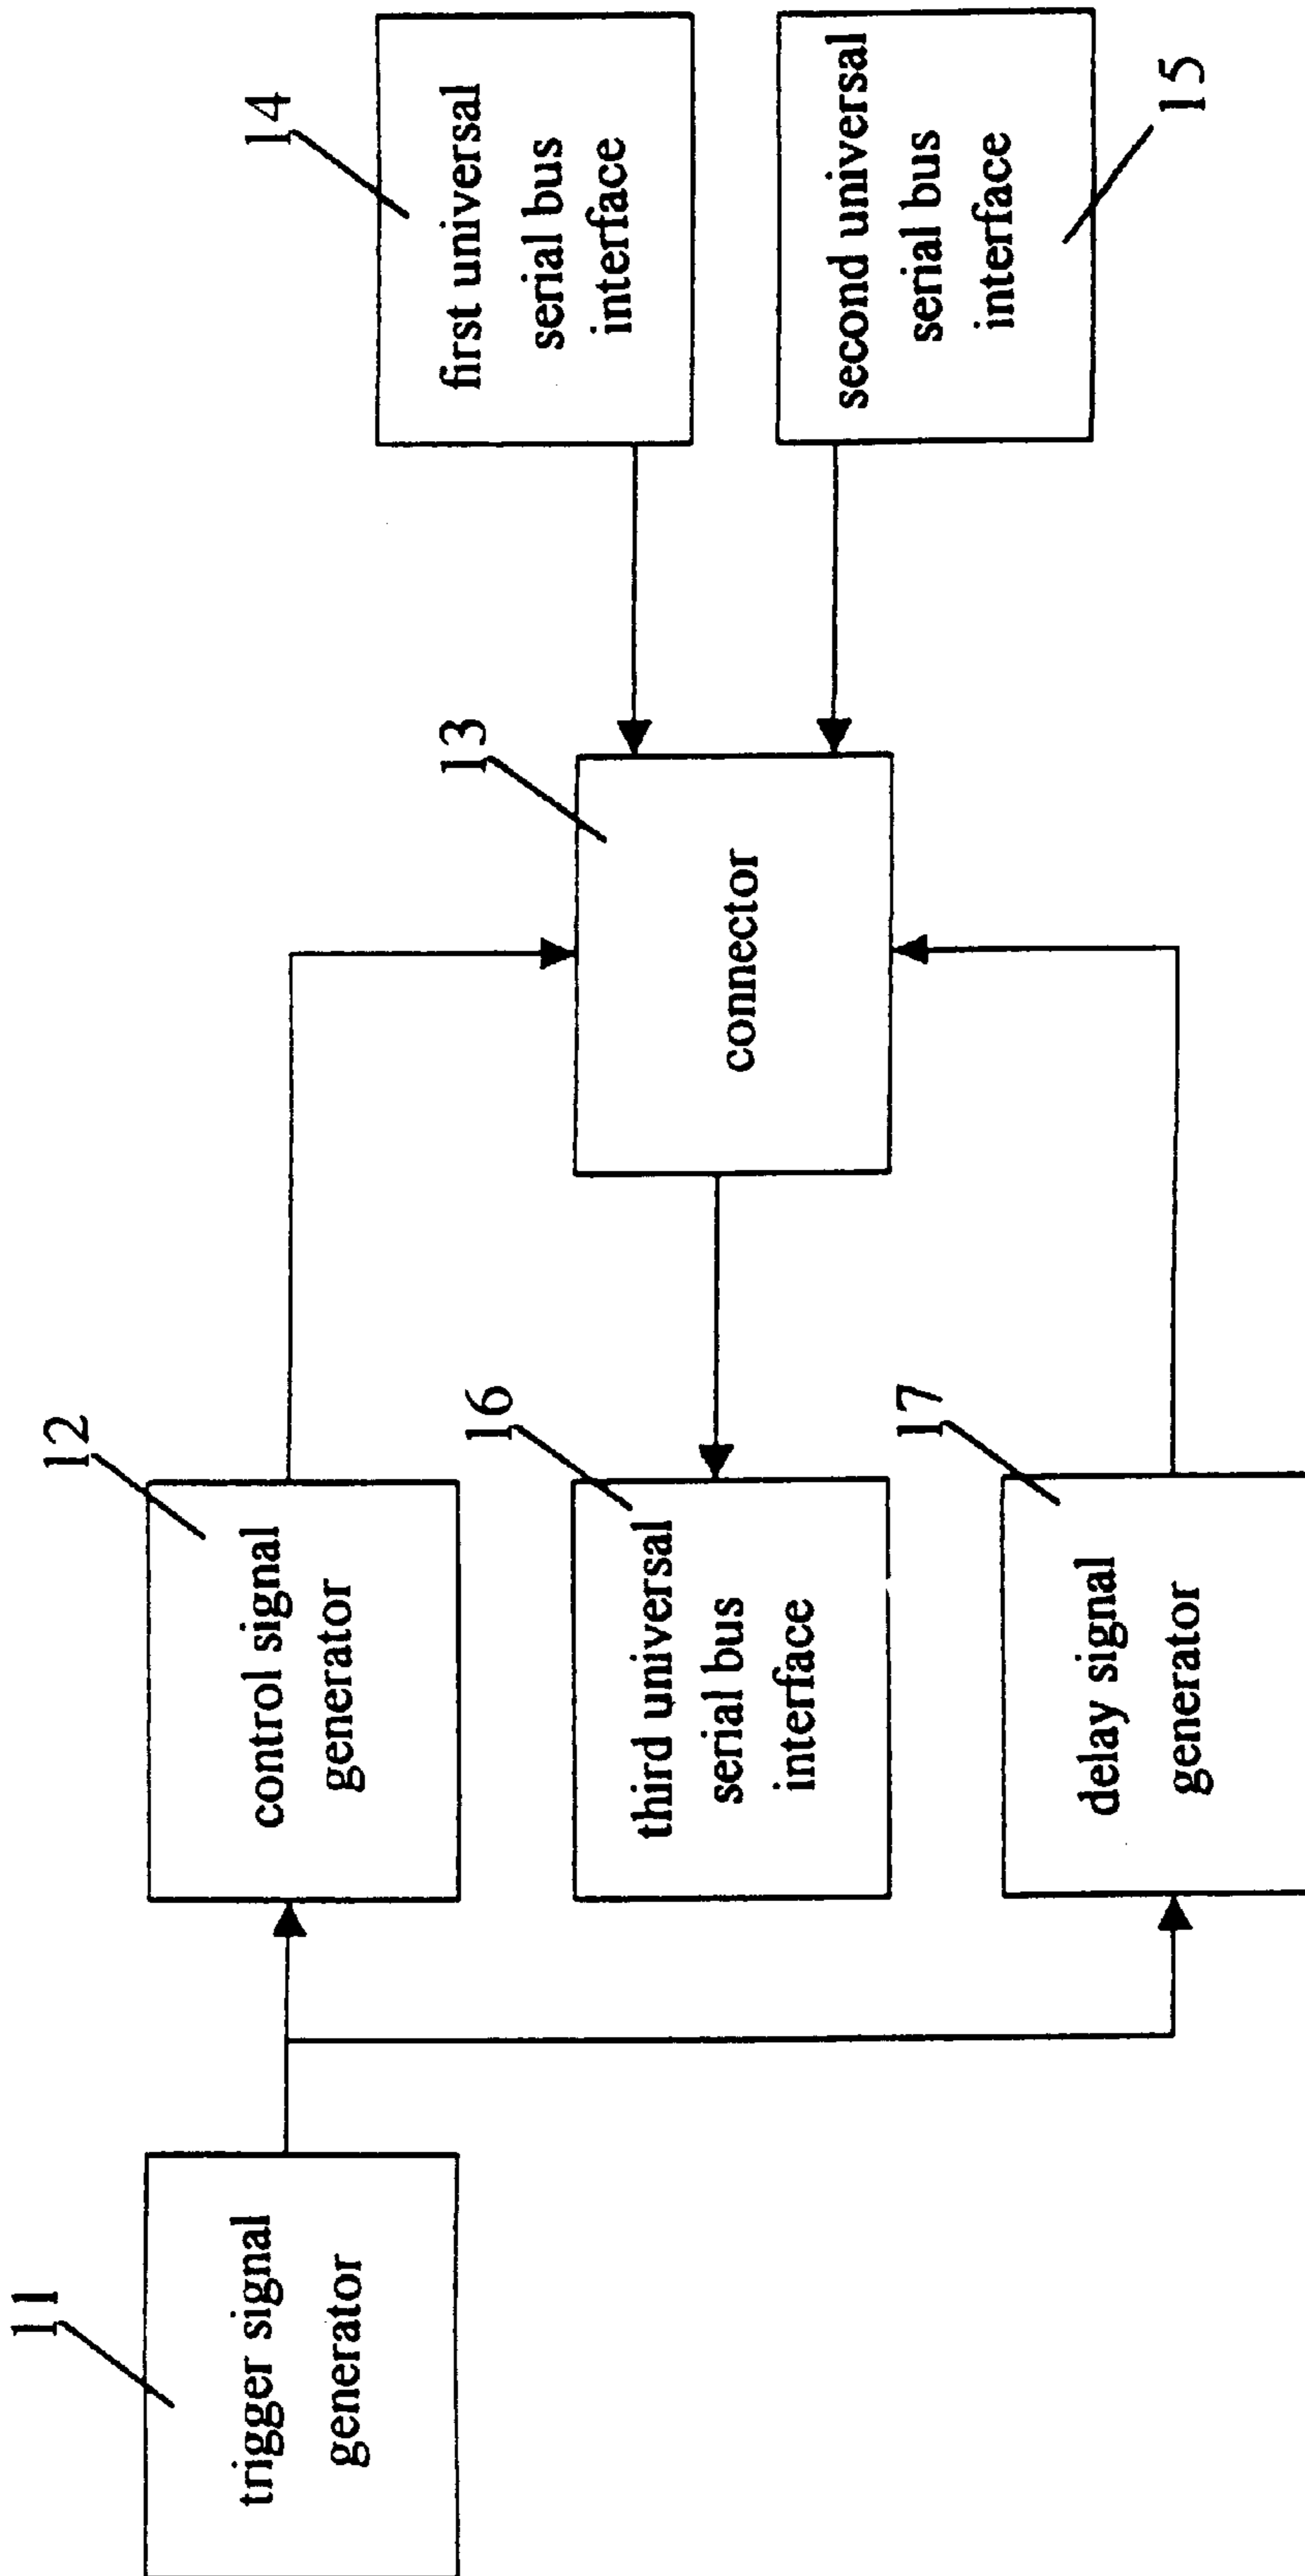 11
trigger signal
generator
12
control signal
generator
16
third universal
serial bus
interface
17
delay signal
generator
13
connector
14
first universal
serial bus
interface
second universal
serial bus
interface
15